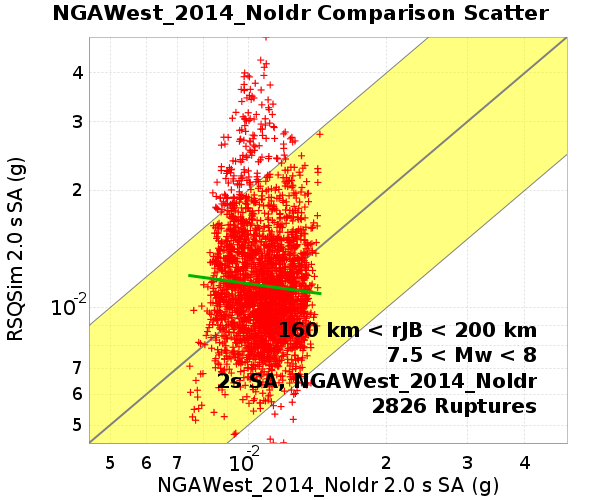 NGAWest_2014_NoIdr Comparison Scatter
RSQSim 2.0 s SA (g)
4
3
2
10-2
7
6
5
160 km < rJB < 200 km
7.5 < Mw < 8
2s SA, NGAWest_2014_NoIdr
2826 Ruptures
5 6 7 10-2 2 3 4
NGAWest_2014_NoIdr 2.0 s SA (g)